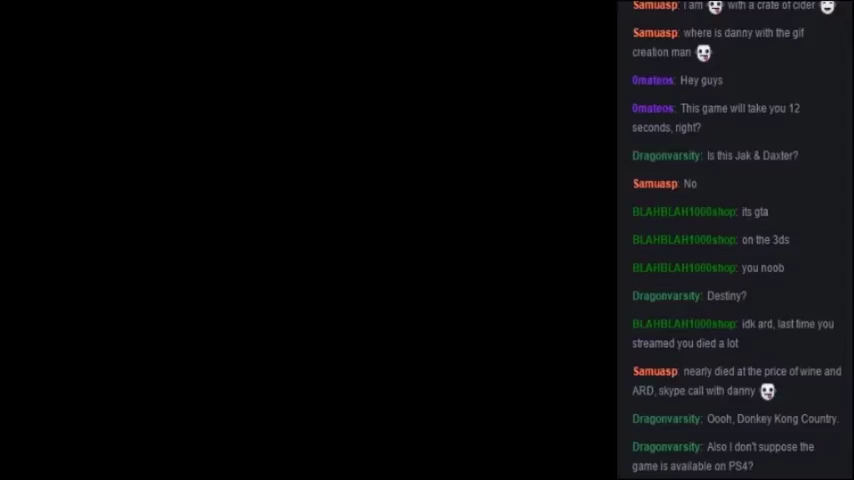 Samuasp: i am with a crate of cider
Samuasp: where is danny with the gif
creation man
0mateos: Hey guys
0mateos: This game will take you 12
seconds, right?
Dragonvarsity: Is this Jak & Daxter?
Samuasp: No
BLAHBLAH1000shop: its gta
BLAHBLAH1000shop: on the 3ds
BLAHBLAH1000shop: you noob
Dragonvarsity: Destiny?
BLAHBLAH1000shop: idk ard, last time you
streamed you died a lot
Samuasp: nearly died at the price of wine and
ARD, skype call with danny
Dragonvarsity: Oooh, Donkey Kong Country.
Dragonvarsity: Also I don't suppose the
game is available on PS4?